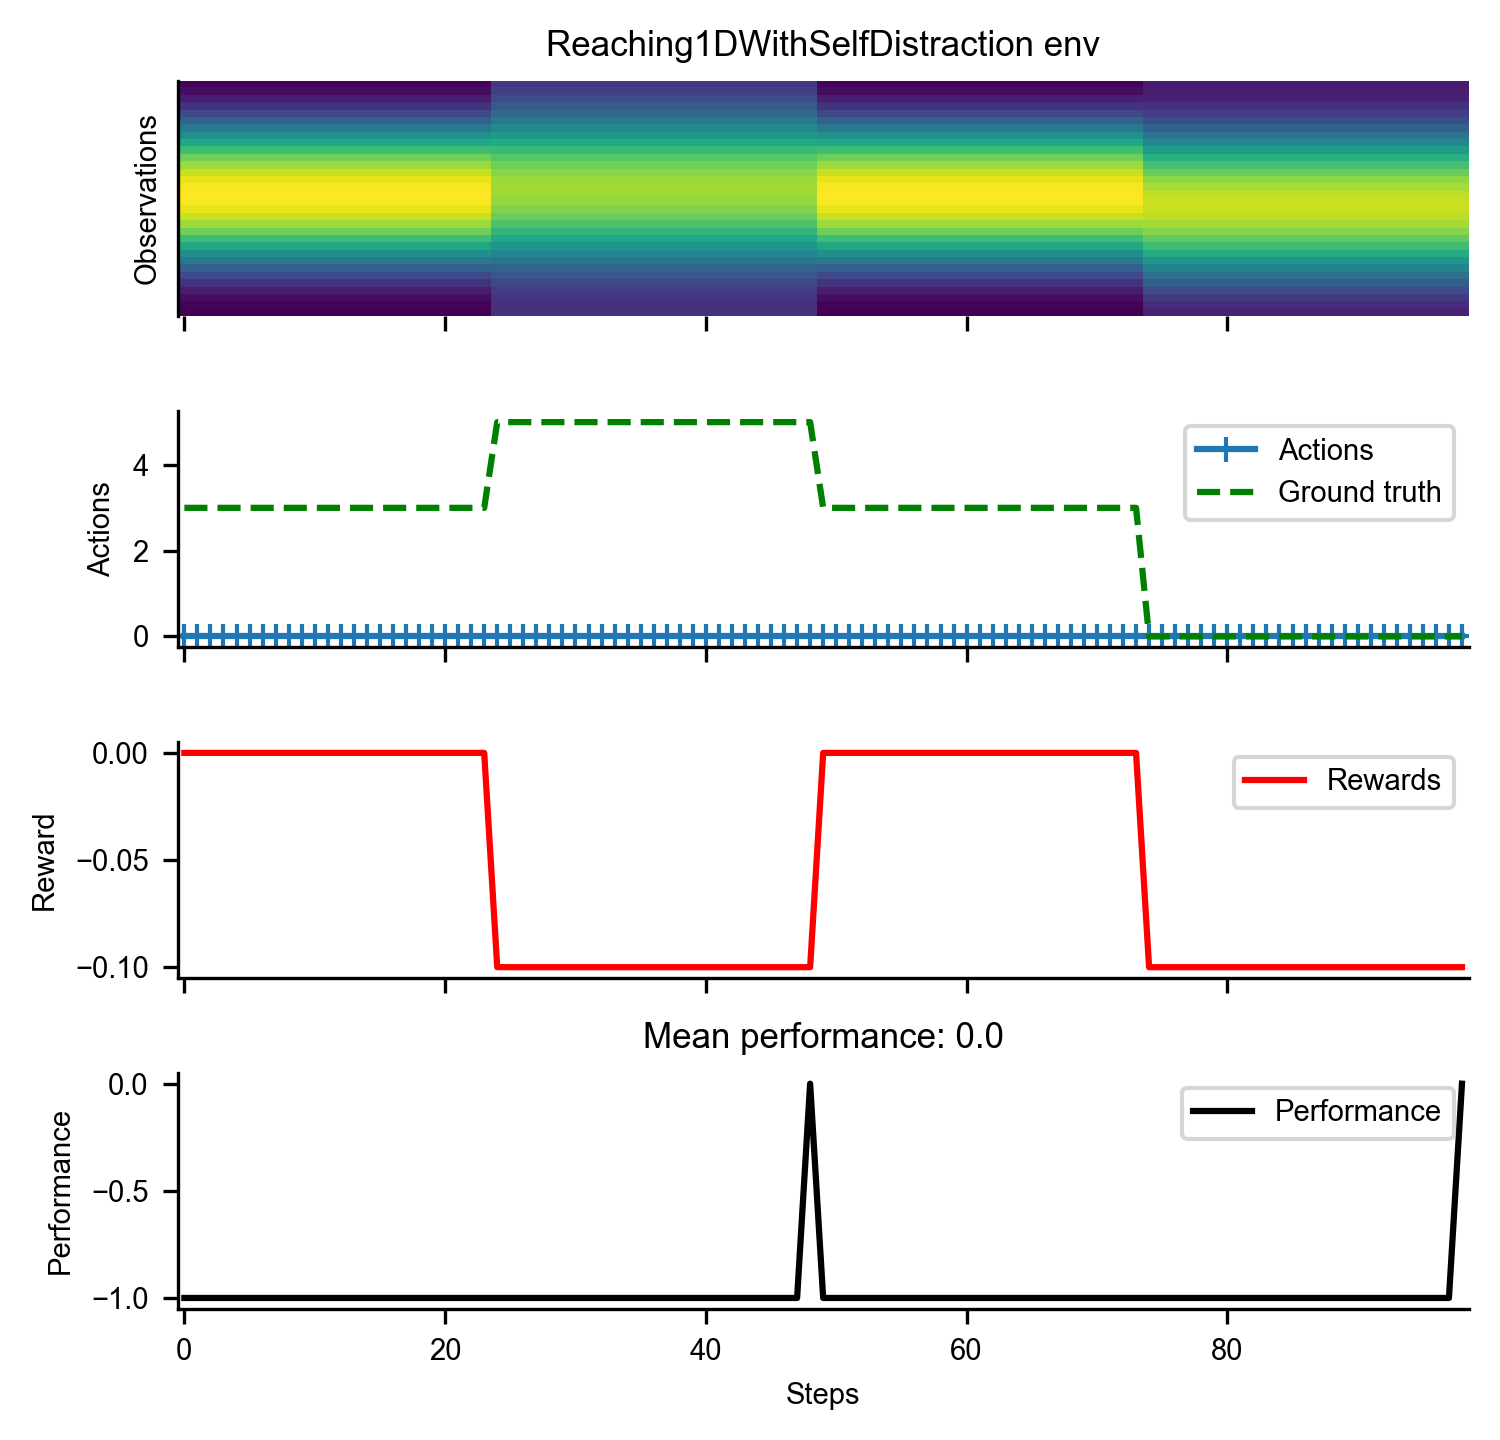 Reaching1DWithSelfDistraction env
Observations
Actions
4
2
0
Actions
Ground truth
Reward
0.00
−0.05
−0.10
Rewards
Mean performance: 0.0
Performance
0.0
−0.5
−1.0
Performance
0 20 40 60 80
Steps